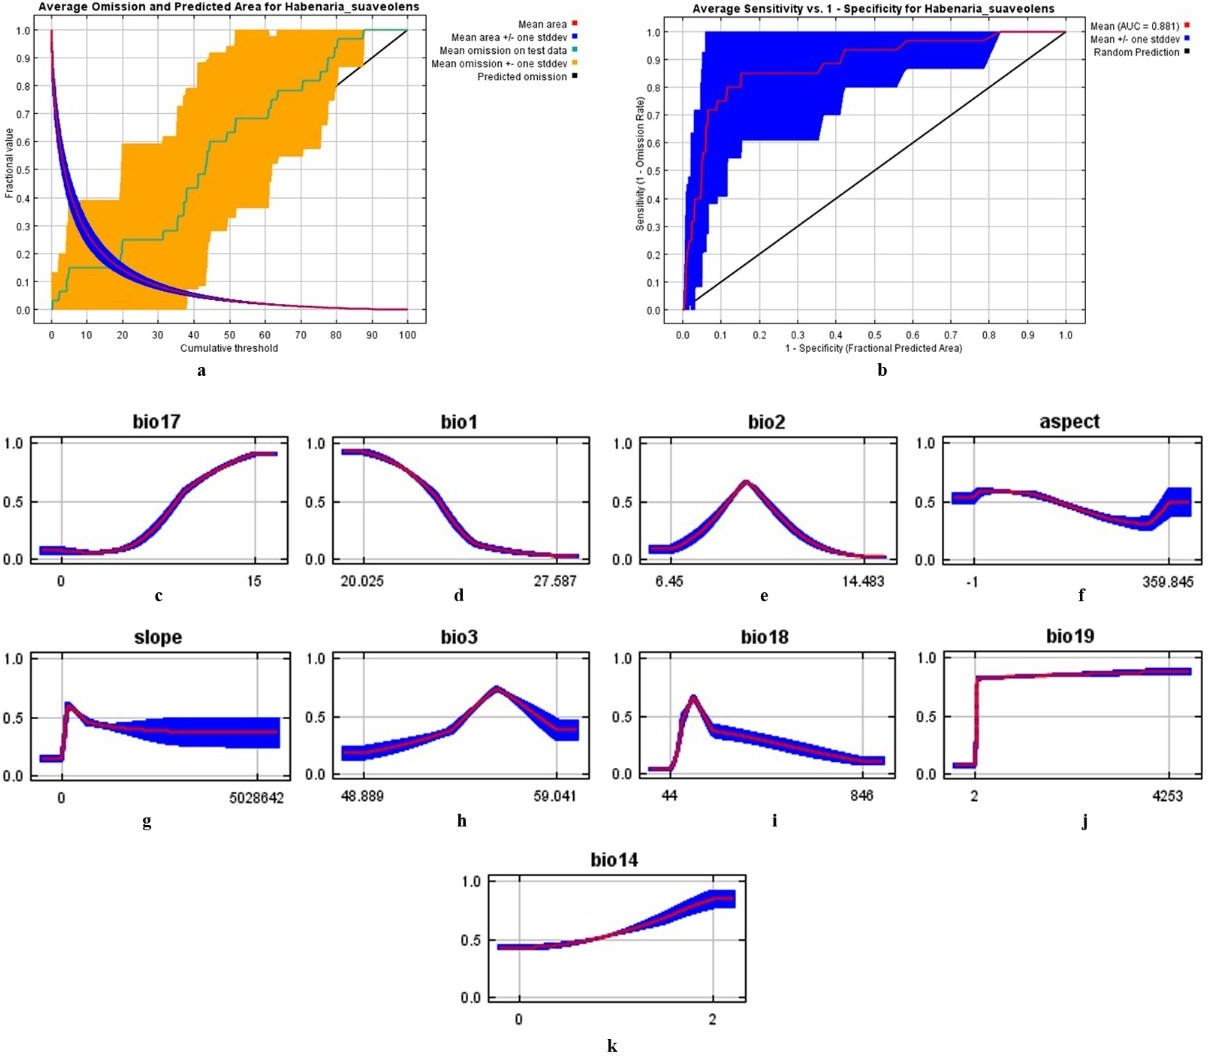 Average Omission and Predicted Area for Habenaria_suaveolens
Mean area
Mean area +/- one stddev
Mean omission on test data
Mean omission +- one stddev
Predicted omission
Fractional value
1.0
0.9
0.8
0.7
0.6
0.5
0.4
0.3
0.2
0.1
0.0
0 10 20 30 40 50 60 70 80 90 100
Cumulative threshold
a
Average Sensitivity vs. 1 - Specificity for Habenaria_suaveolens
Mean (AUC = 0.881)
Mean +/- one stddev
Random Prediction
Sensitivity (1 - Omission Rate)
1.0
0.9
0.8
0.7
0.6
0.5
0.4
0.3
0.2
0.1
0.0
0.0 0.1 0.2 0.3 0.4 0.5 0.6 0.7 0.8 0.9 1.0
1 - Specificity (Fractional Predicted Area)
b
bio17
1.0
0.5
0.0
0 15
c
bio1
1.0
0.5
0.0
20.025 27.587
d
bio2
1.0
0.5
0.0
6.45 14.483
e
aspect
1.0
0.5
0.0
-1 359.845
f
slope
1.0
0.5
0.0
0 5028642
g
bio3
1.0
0.5
0.0
48.889 59.041
h
bio18
1.0
0.5
0.0
44 846
i
bio19
1.0
0.5
0.0
2 4253
j
bio14
1.0
0.5
0.0
0 2
k